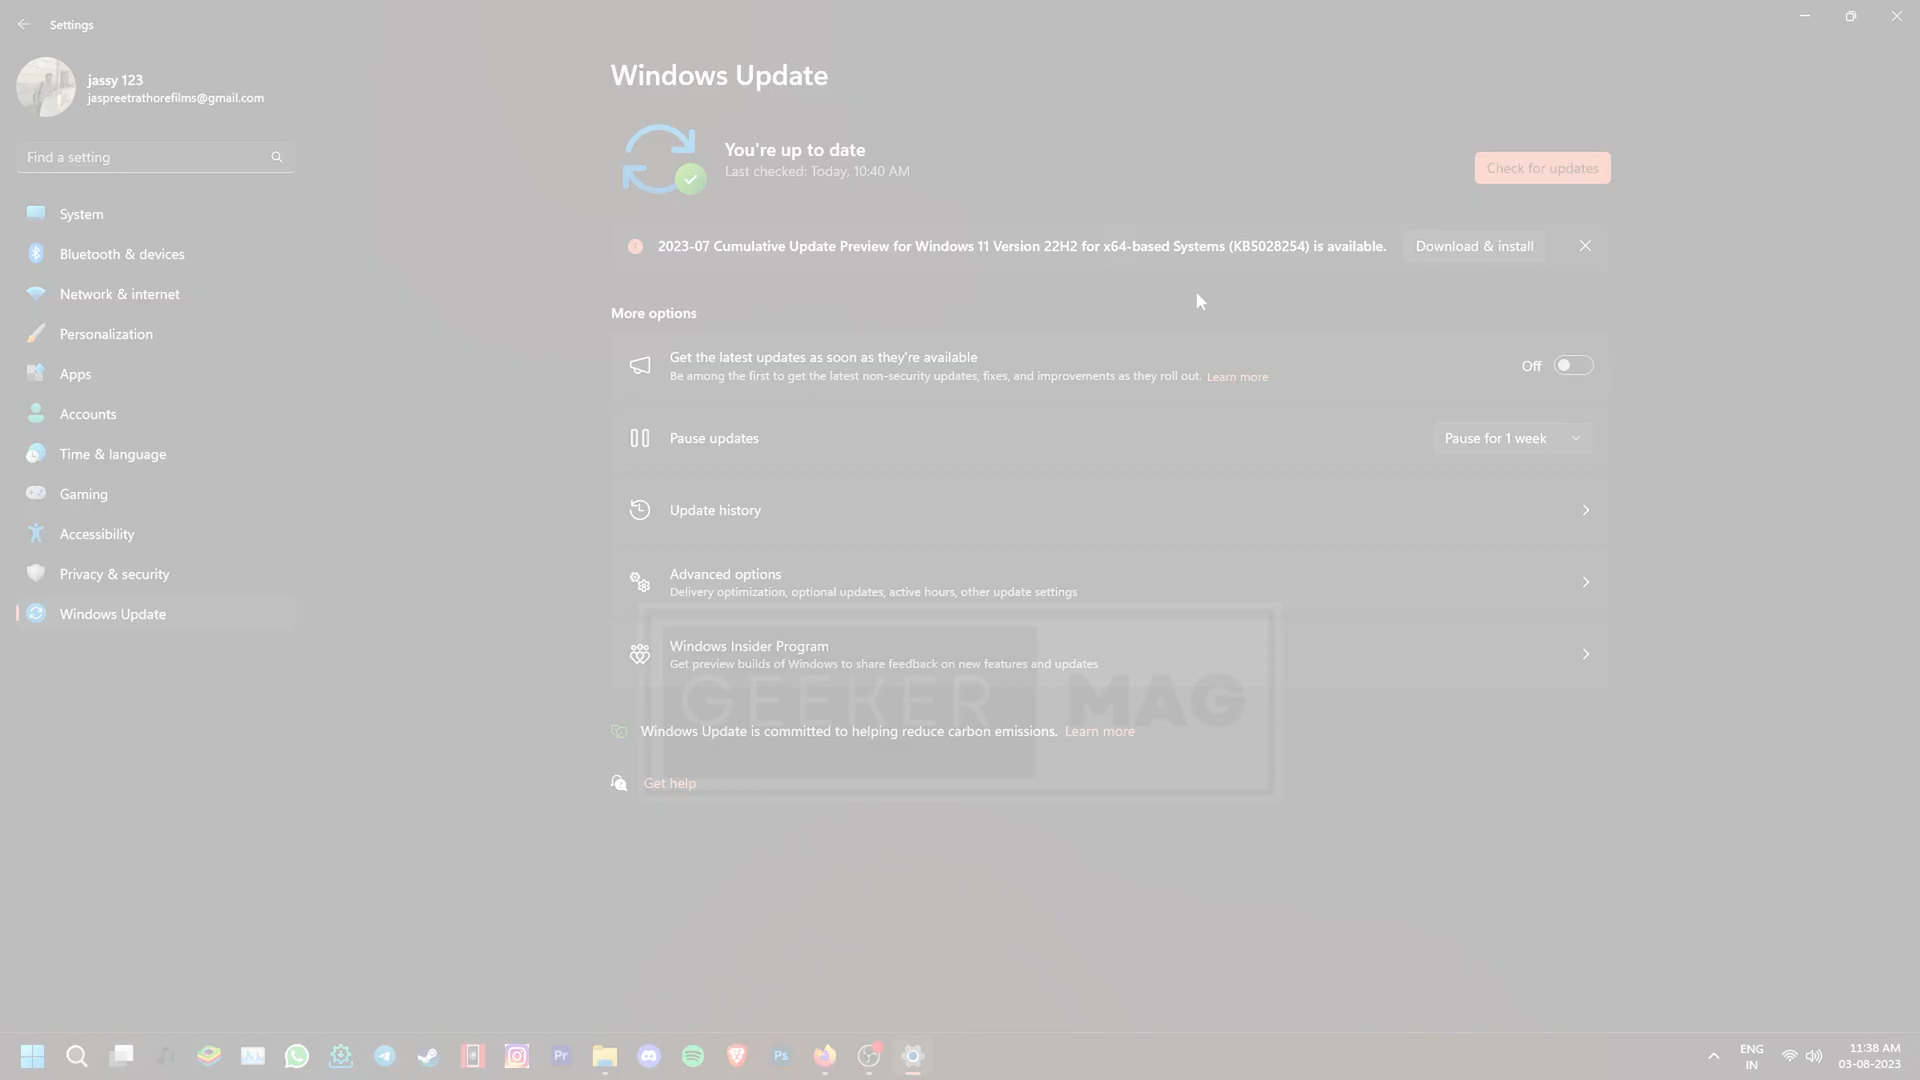 Settings
jassy 123
jaspreetrathorefilms@gmail.com
Find a setting
System
Bluetooth & devices
Network & internet
Personalization
Apps
Accounts
Time & language
Gaming
Accessibility
Privacy & security
Windows Update
Windows Update
You're up to date
Last checked: Today, 10:40 AM
Check for updates
2023-07 Cumulative Update Preview for Windows 11 Version 22H2 for x64-based Systems (KB5028254) is available.
Download & install
More options
Get the latest updates as soon as they're available
Be among the first to get the latest non-security updates, fixes, and improvements as they roll out. Learn more
Off
Pause updates
Pause for 1 week
Update history
Advanced options
Delivery optimization, optional updates, active hours, other update settings
Windows Insider Program
Get preview builds of Windows to share feedback on new features and updates
GEEKER MAG
Windows Update is committed to helping reduce carbon emissions. Learn more
Get help
Pr
Ps
ENG
IN
11:38 AM
03-08-2023